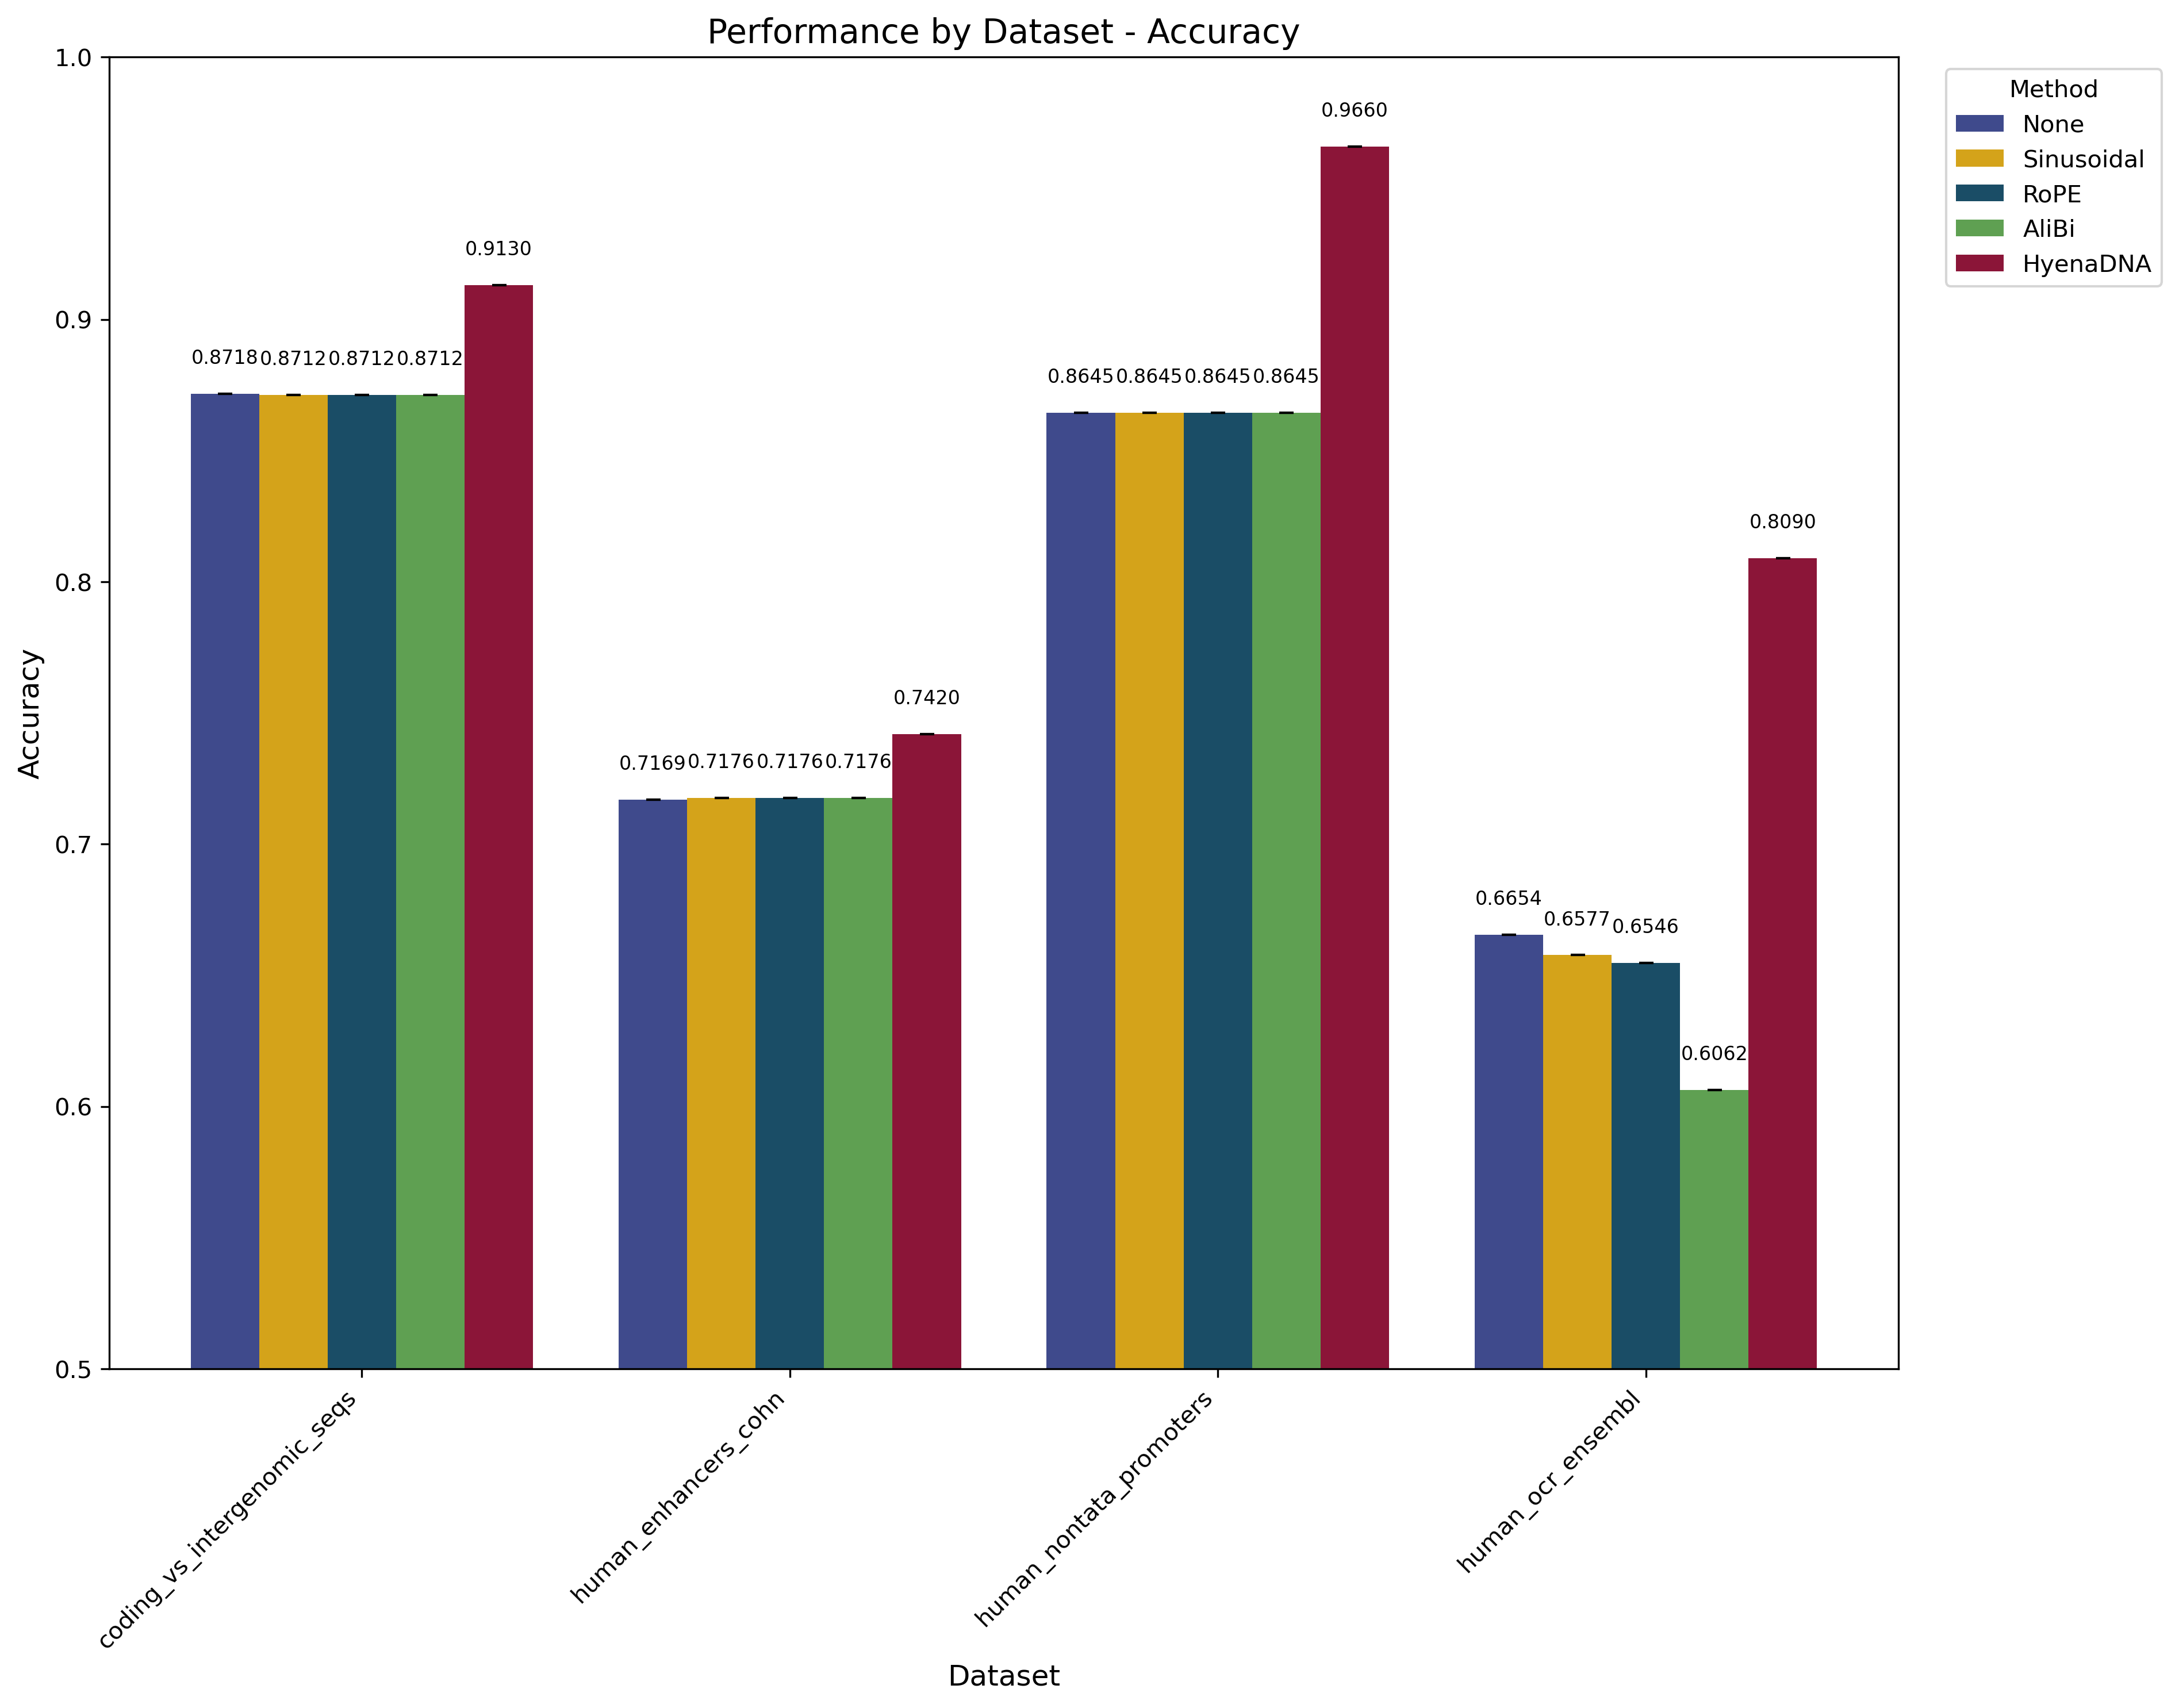 Performance by Dataset - Accuracy
Accuracy
1.0
0.9
0.8
0.7
0.6
0.5
0.8718 0.8712 0.8712 0.8712 0.9130
0.7169 0.7176 0.7176 0.7176 0.7420
0.8645 0.8645 0.8645 0.8645 0.9660
0.6654 0.6577 0.6546 0.6062 0.8090
coding_vs_intergenomic_seqs
human_enhancers_cohn
human_nontata_promoters
human_ocr_ensembl
Dataset
Method
None
Sinusoidal
RoPE
AliBi
HyenaDNA